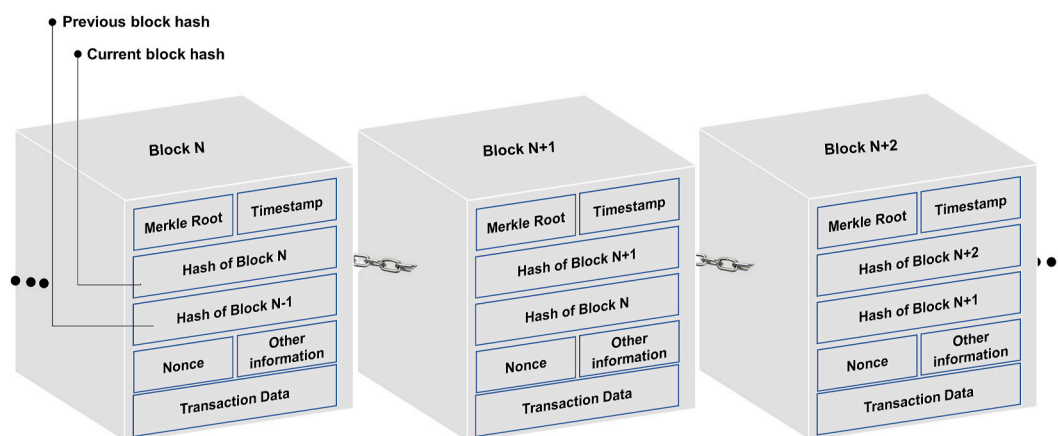 Previous block hash
Current block hash
Block N
Merkle Root
Timestamp
Hash of Block N
Hash of Block N-1
Nonce
Other
information
Transaction Data
Block N+1
Merkle Root
Timestamp
Hash of Block N+1
Hash of Block N
Nonce
Other
information
Transaction Data
Block N+2
Merkle Root
Timestamp
Hash of Block N+2
Hash of Block N+1
Nonce
Other
information
Transaction Data